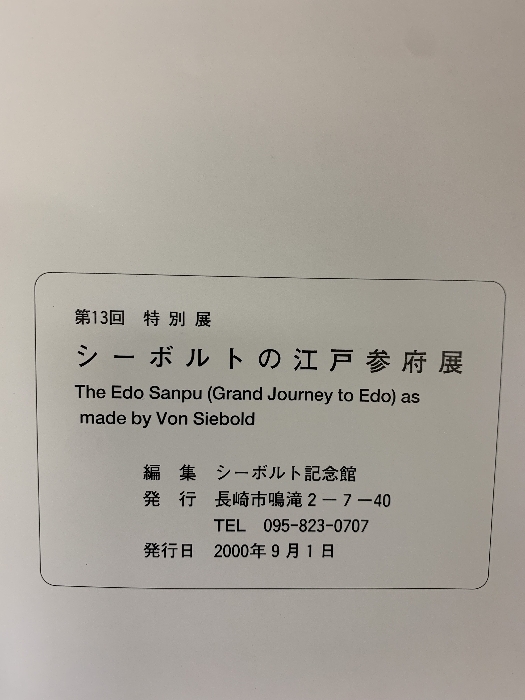 第13回 特別展
シーボルトの江戸参府展
The Edo Sanpu (Grand Journey to Edo) as
made by Von Siebold
編 集 シーボルト記念館
発 行 長崎市鳴滝2-7-40
TEL 095-823-0707
発行日 2000年9月1日